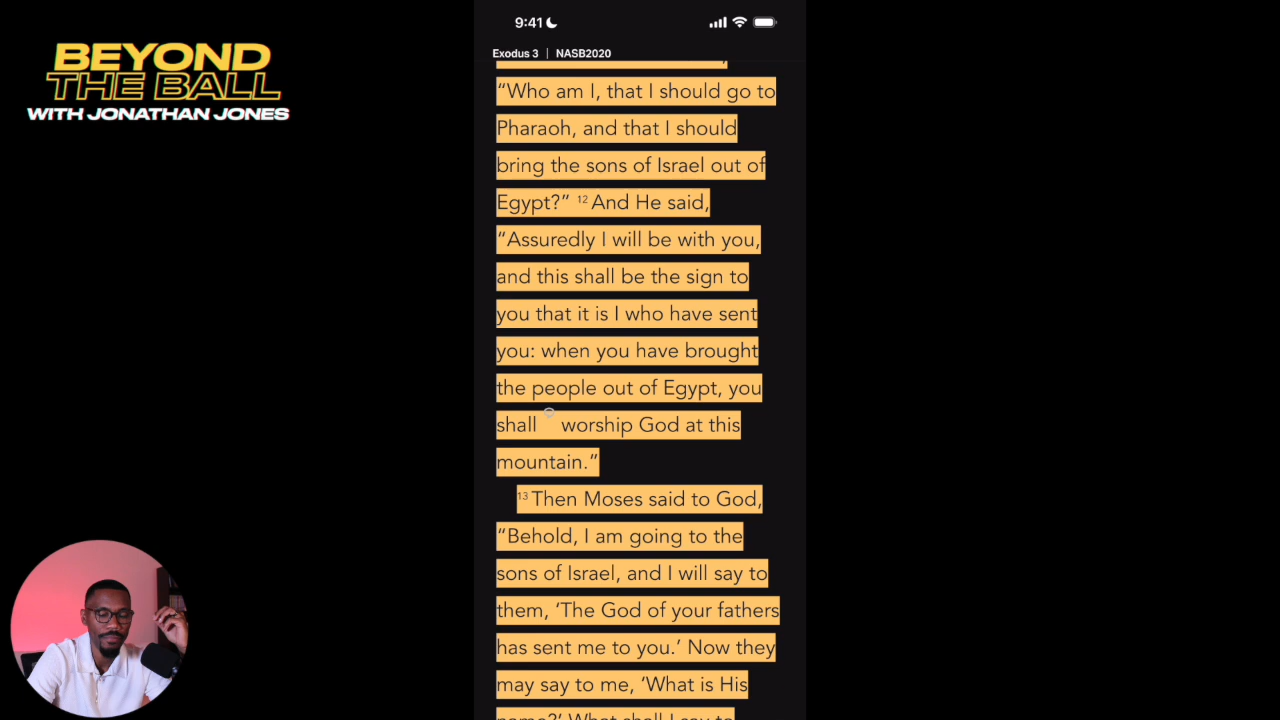 BEYOND
THE BALL
WITH JONATHAN JONES
9:41
Exodus 3 | NASB2020
“Who am I, that I should go to
Pharaoh, and that I should
bring the sons of Israel out of
Egypt?” 12 And He said,
“Assuredly I will be with you,
and this shall be the sign to
you that it is I who have sent
you: when you have brought
the people out of Egypt, you
shall worship God at this
mountain.”
13 Then Moses said to God,
“Behold, I am going to the
sons of Israel, and I will say to
them, ‘The God of your fathers
has sent me to you.’ Now they
may say to me, ‘What is His
name?’ What shall I say to